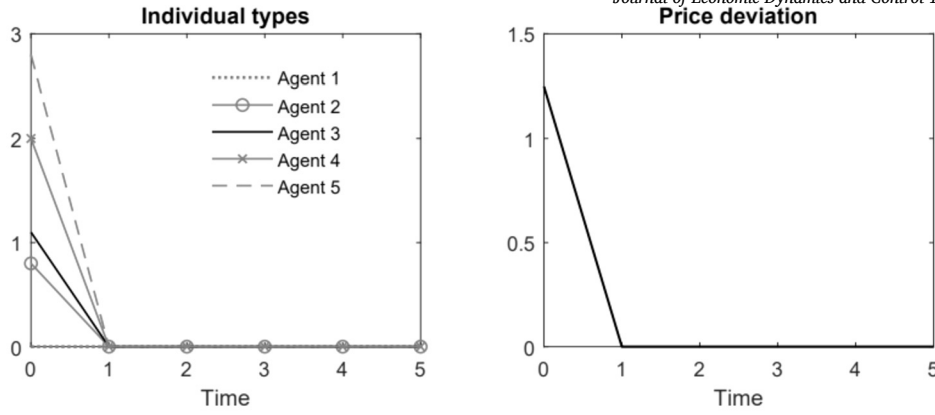 Journal of Economic Dynamics and Control
Individual types
Price deviation
3
2
1
0
Agent 1
Agent 2
Agent 3
Agent 4
Agent 5
0 1 2 3 4 5
Time
1.5
1
0.5
0
0 1 2 3 4 5
Time